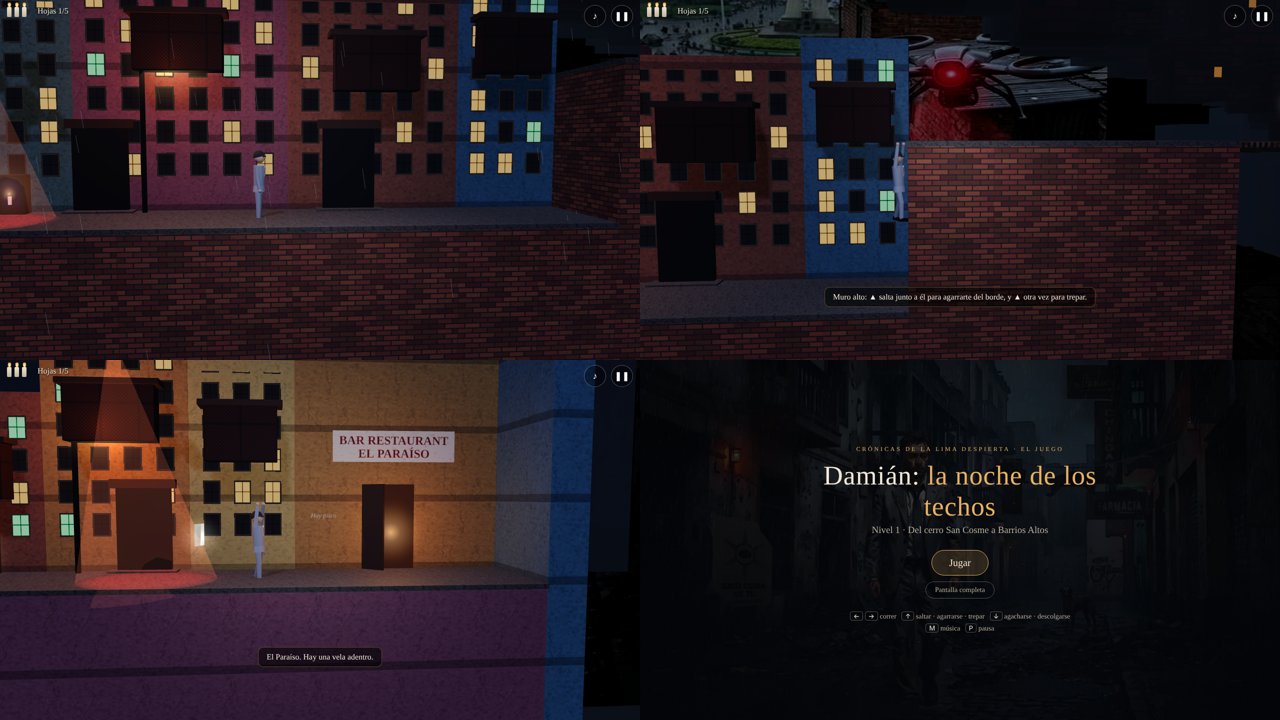 Hojas 1/5
Hojas 1/5
Muro alto: ▲ salta junto a él para agarrarte del borde, y ▲ otra vez para trepar.
Hojas 1/5
BAR RESTAURANT
EL PARAÍSO
El Paraíso. Hay una vela adentro.
CRÓNICAS DE LA LIMA DESPIERTA · EL JUEGO
Damián: la noche de los
techos
Nivel 1 · Del cerro San Cosme a Barrios Altos
Jugar
Pantalla completa
← → correr ↑ saltar · agarrarse · trepar ↓ agacharse · descolgarse
M música P pausa
FARMACIA